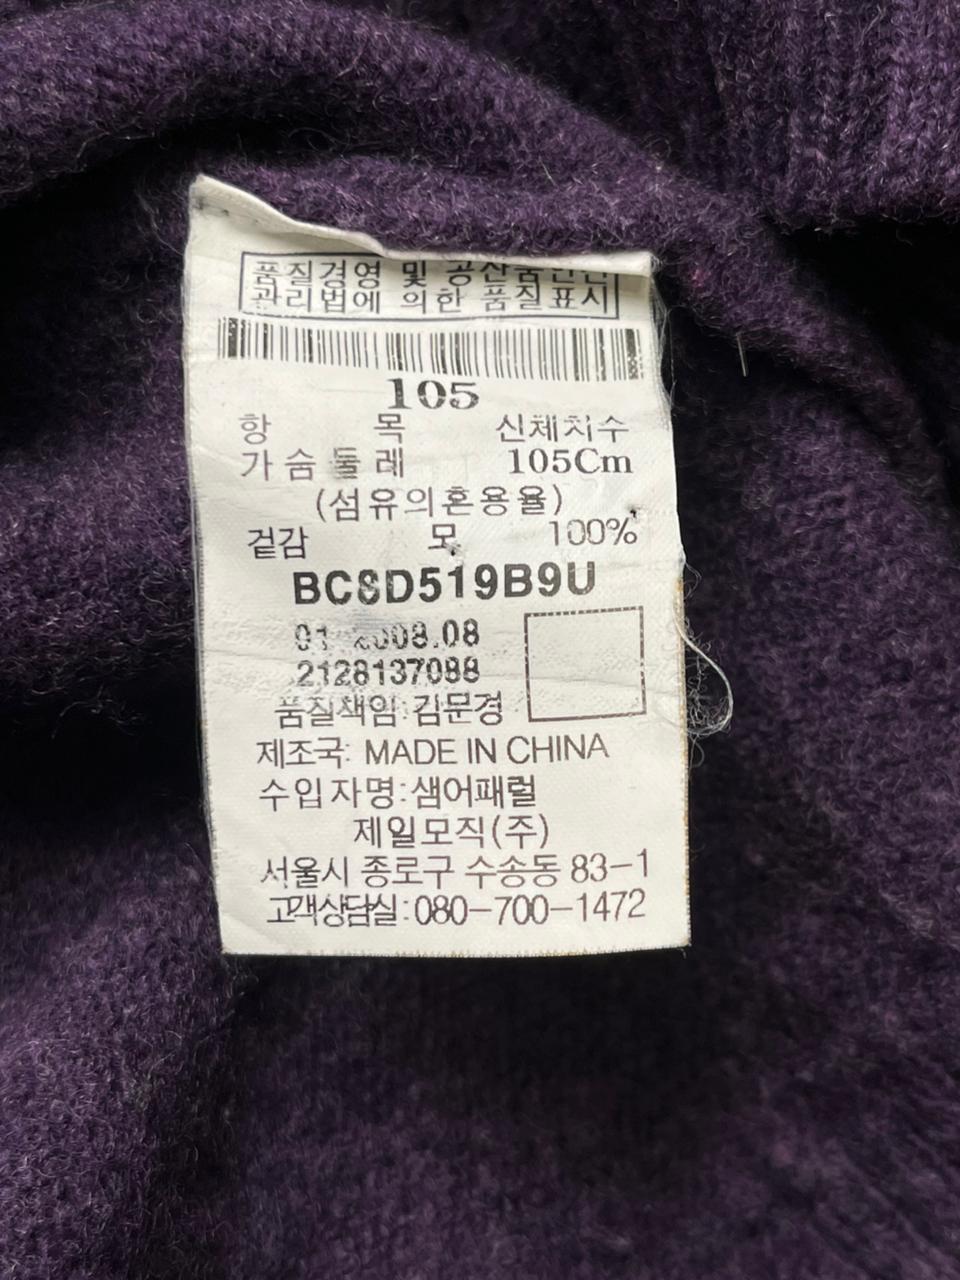 품질경영 및 공산품안전
관리법에 의한 품질표시
105
항 목 신체치수
가슴둘레 105Cm
(섬유의혼용율)
겉감 모 100%
BC8D519B9U
01 2008.08
2128137088
품질책임:김문경
제조국: MADE IN CHINA
수입자명:샘어패럴
제일모직(주)
서울시 종로구 수송동 83-1
고객상담실:080-700-1472